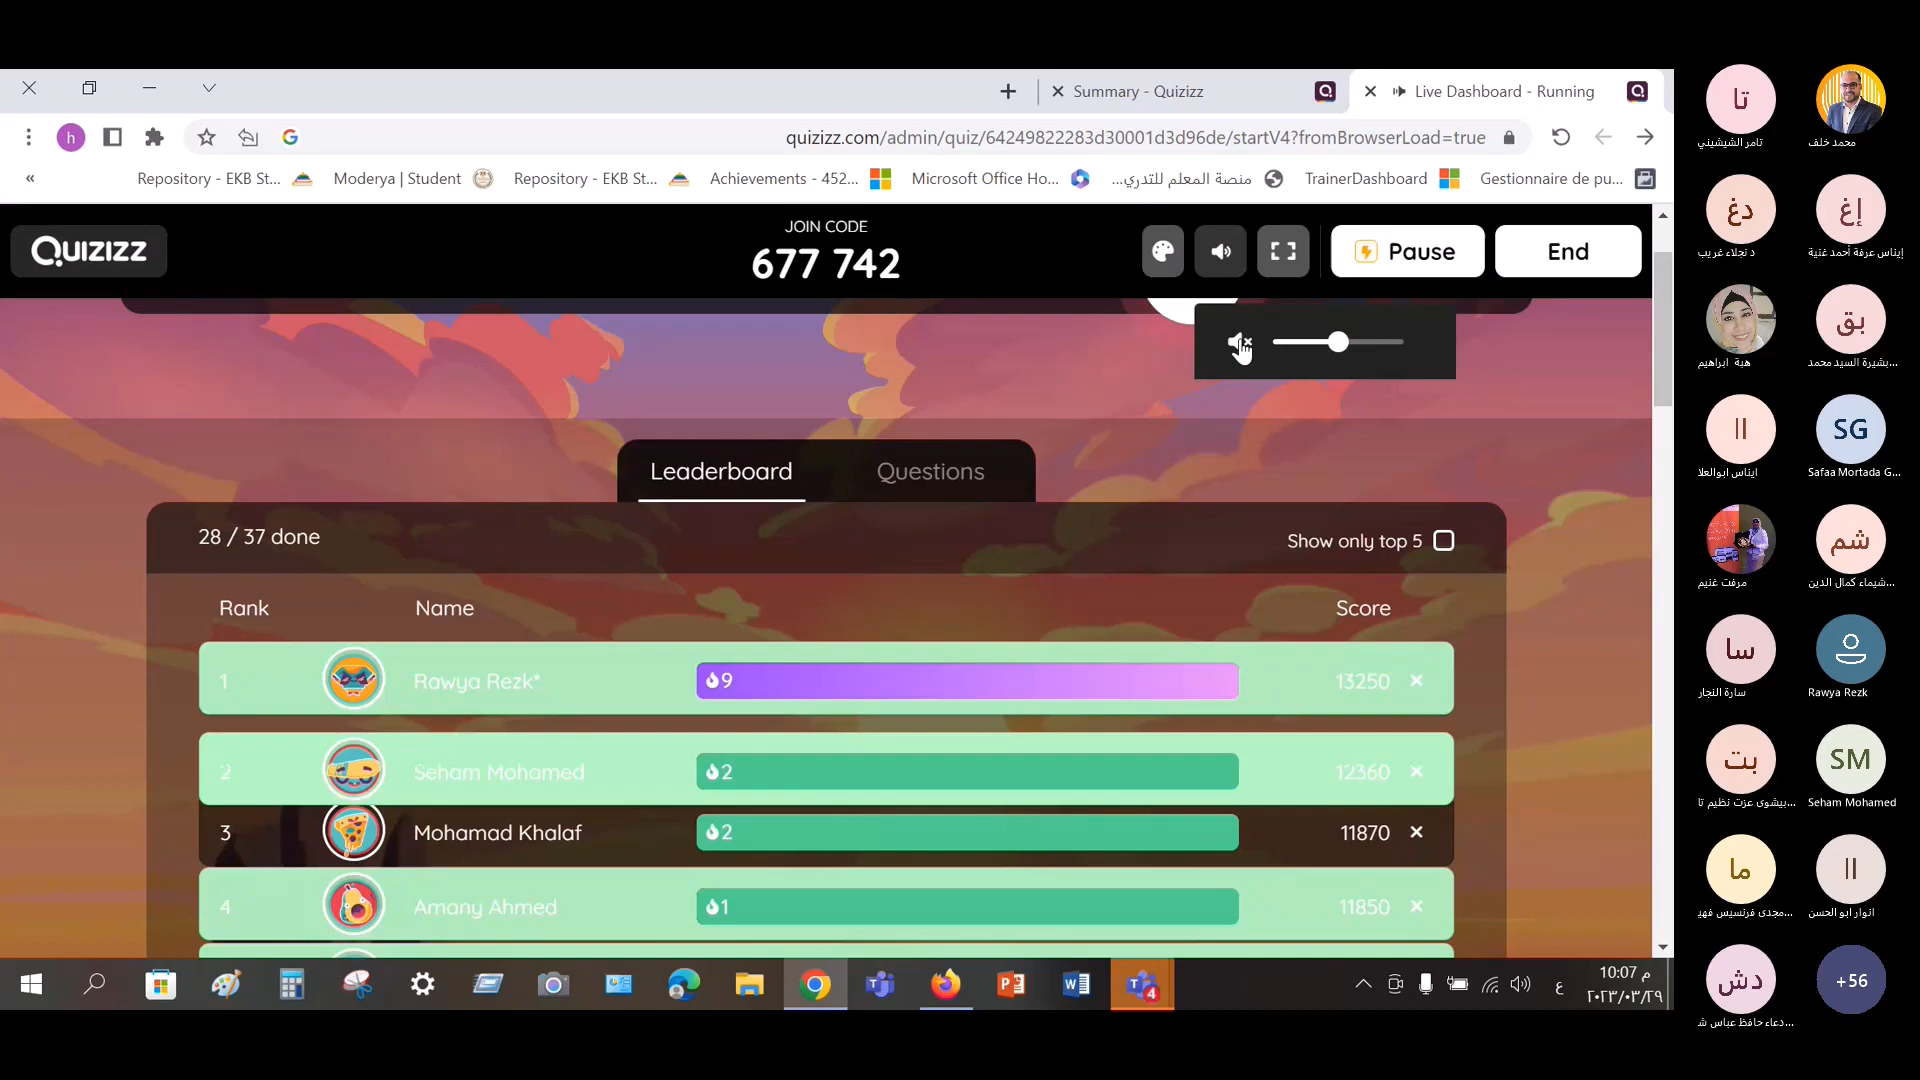 Summary - Quizizz
Live Dashboard - Running
h
quizizz.com/admin/quiz/64249822283d30001d3d96de/startV4?fromBrowserLoad=true
«
Repository - EKB St...
Moderya | Student
Repository - EKB St...
Achievements - 452...
Microsoft Office Ho...
منصة المعلم للتدري...
TrainerDashboard
Gestionnaire de pu...
Quizizz
JOIN CODE
677 742
Pause
End
Leaderboard
Questions
28 / 37 done
Show only top 5
Rank
Name
Score
1
Rawya Rezk*
9
13250
2
Seham Mohamed
2
12360
3
Mohamad Khalaf
2
11870
4
Amany Ahmed
1
11850
4
ع
10:07 م
٢٠٢٣/٠٣/٢٩
تا
تامر الشيشيني
محمد خلف
دغ
د نجلاء غريب
إغ
إيناس عرفة أحمد غنية
هبة ابراهيم
بق
بشيرة السيد محمد...
اا
ايناس ابوالعلا
SG
Safaa Mortada G...
مرفت غنيم
شم
شيماء كمال الدين...
سا
سارة النجار
Rawya Rezk
بت
بيشوى عزت نظيم تا...
SM
Seham Mohamed
ما
مجدى فرنسيس فهي...
اا
انوار ابو الحسن
دش
دعاء حافظ عباس ش...
+56